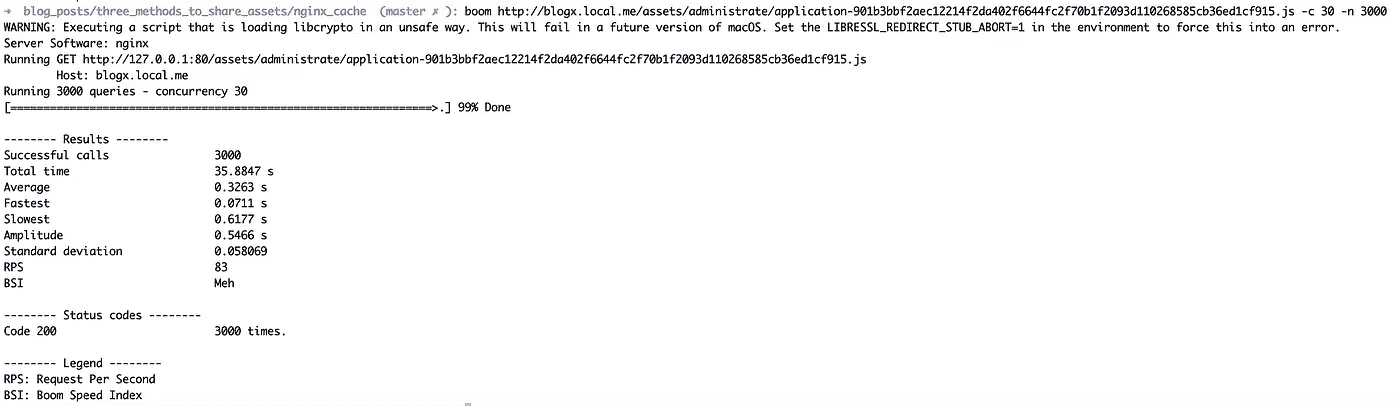 ➜  blog_posts/three_methods_to_share_assets/nginx_cache  (master ✗ ): boom http://blogx.local.me/assets/administrate/application-901b3bbf2aec12214f2da402f6644fc2f70b1f2093d110268585cb36ed1cf915.js -c 30 -n 3000
WARNING: Executing a script that is loading libcrypto in an unsafe way. This will fail in a future version of macOS. Set the LIBRESSL_REDIRECT_STUB_ABORT=1 in the environment to force this into an error.
Server Software: nginx
Running GET http://127.0.0.1:80/assets/administrate/application-901b3bbf2aec12214f2da402f6644fc2f70b1f2093d110268585cb36ed1cf915.js
Host: blogx.local.me
Running 3000 queries - concurrency 30
[================================================================>.] 99% Done
-------- Results --------
Successful calls 3000
Total time 35.8847 s
Average 0.3263 s
Fastest 0.0711 s
Slowest 0.6177 s
Amplitude 0.5466 s
Standard deviation 0.058069
RPS 83
BSI Meh
-------- Status codes --------
Code 200 3000 times.
-------- Legend --------
RPS: Request Per Second
BSI: Boom Speed Index